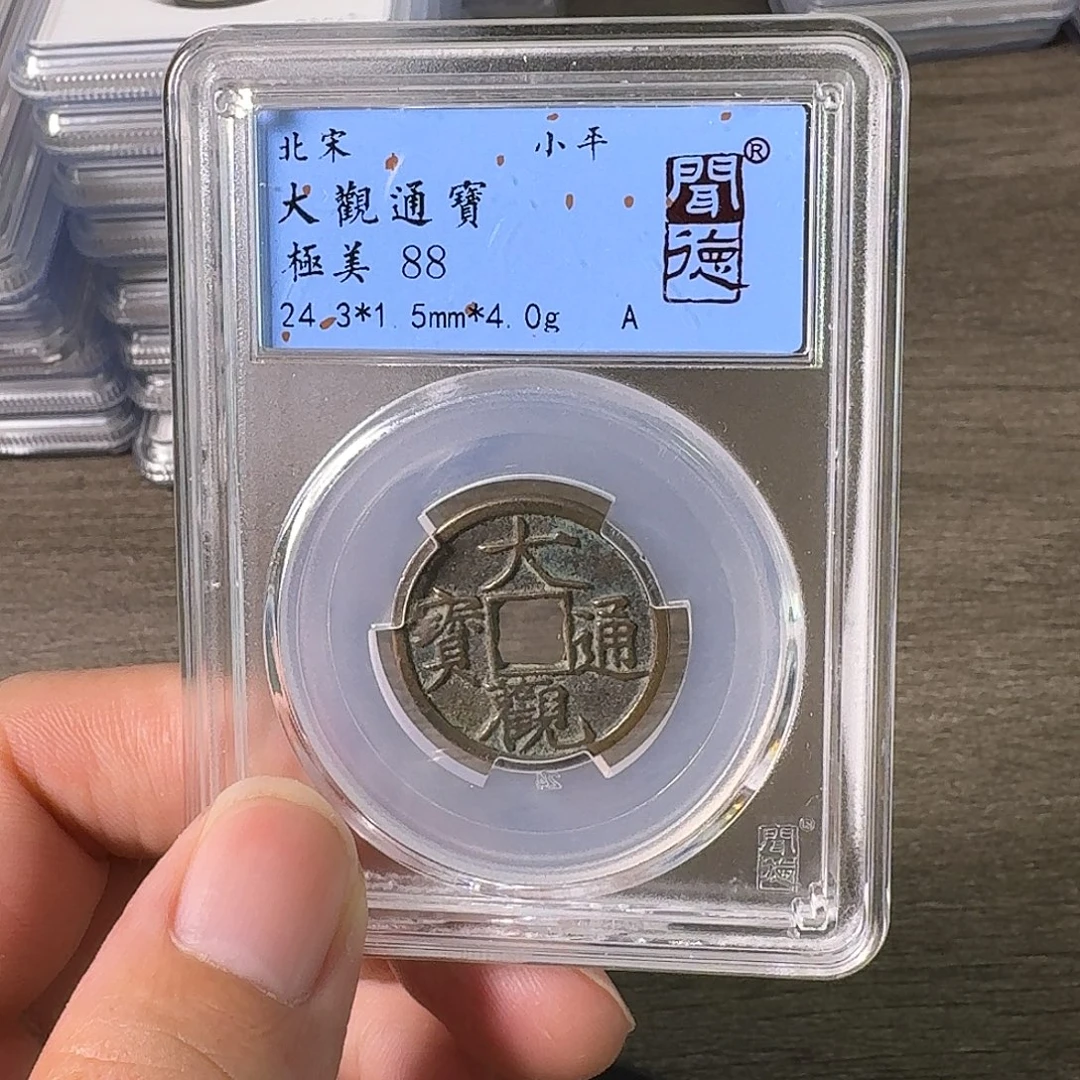 北宋 小平
大觀通寶
極美 88
24.3*1.5mm*4.0g A
聞德®
大
寶 通
觀
聞德®